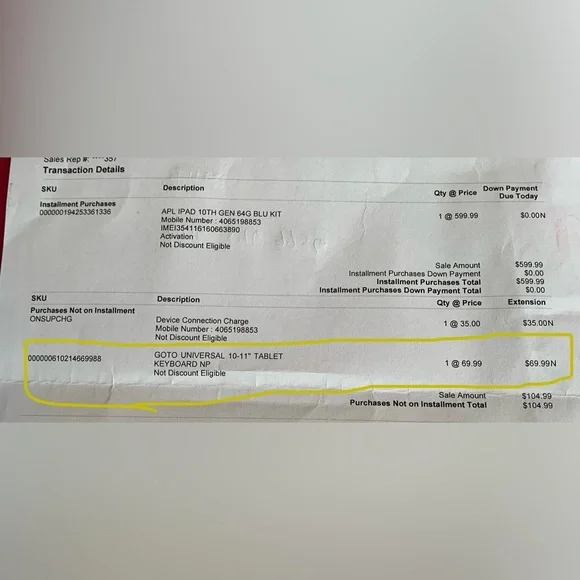 Sales Rep #: ****357
Transaction Details
SKU Description Qty @ Price Down Payment Due Today
Installment Purchases
000000194253361336 APL IPAD 10TH GEN 64G BLU KIT 1 @ 599.99 $0.00N
Mobile Number : 4065198853
IMEI354116160663890
Activation
Not Discount Eligible
Sale Amount $599.99
Installment Purchases Down Payment $0.00
Installment Purchases Total $599.99
Installment Purchases Down Payment Total $0.00
SKU Description Qty @ Price Extension
Purchases Not on Installment
ONSUPCHG Device Connection Charge 1 @ 35.00 $35.00N
Mobile Number : 4065198853
Not Discount Eligible
000000610214669988 GOTO UNIVERSAL 10-11" TABLET 1 @ 69.99 $69.99N
KEYBOARD NP
Not Discount Eligible
Sale Amount $104.99
Purchases Not on Installment Total $104.99